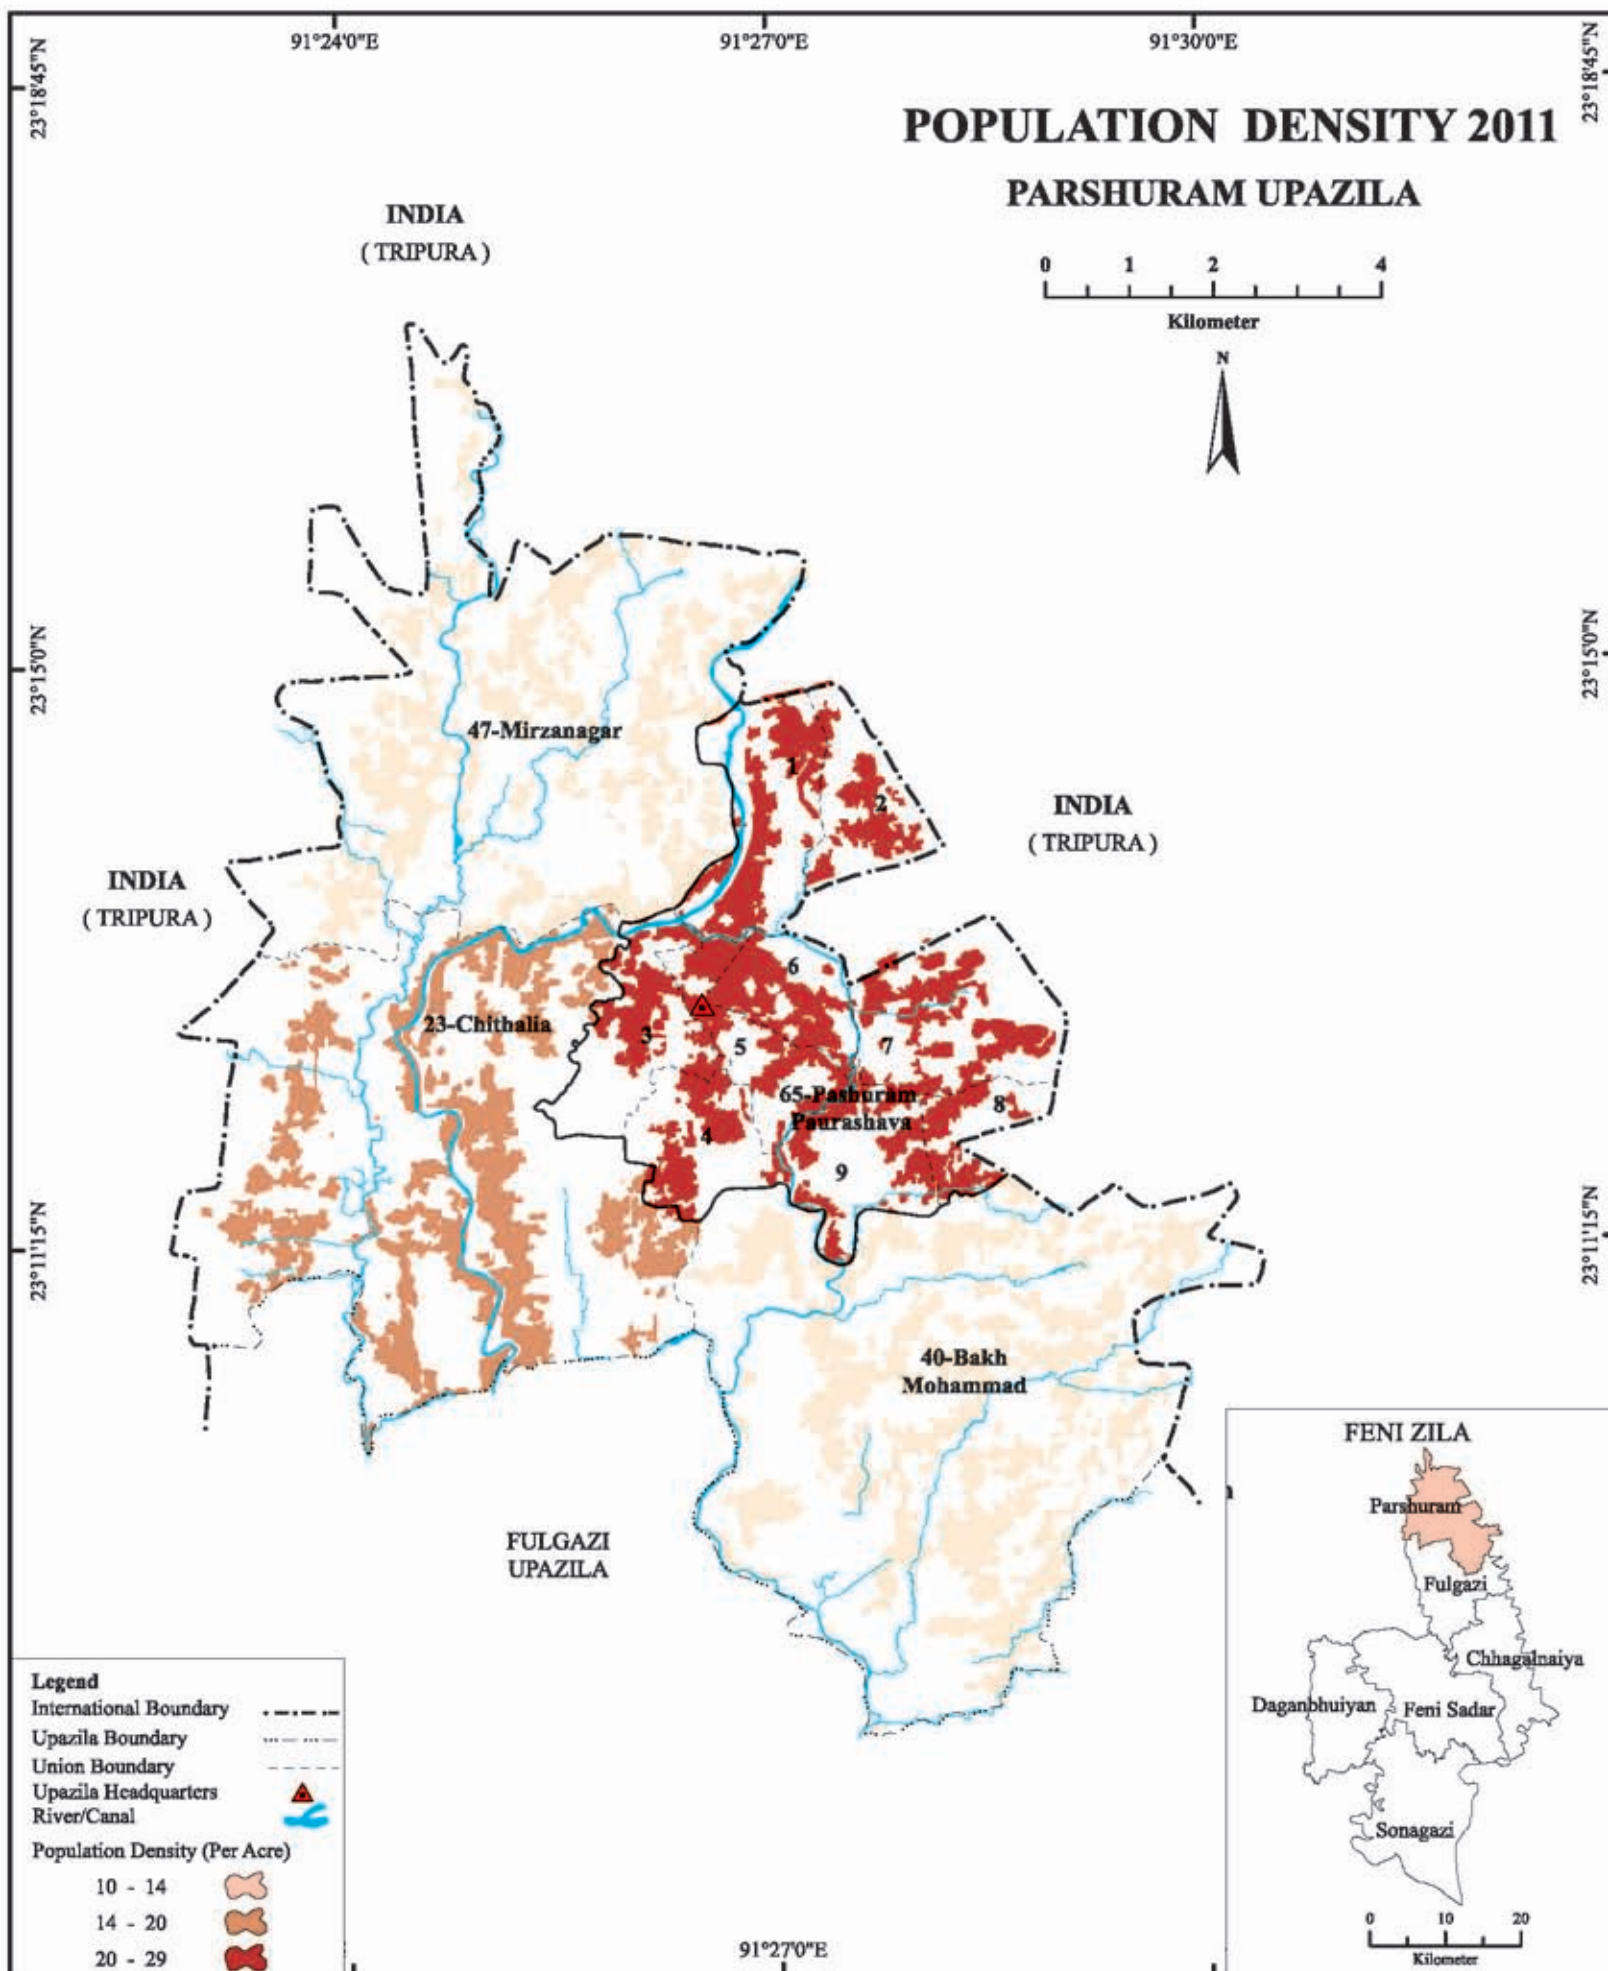 91°24'0"E
91°27'0"E
91°30'0"E
23°18'45"N
23°18'45"N
POPULATION DENSITY 2011
PARSHURAM UPAZILA
INDIA
( TRIPURA )
0 1 2 4
Kilometer
N
23°15'0"N
23°15'0"N
47-Mirzanagar
1
2
INDIA
( TRIPURA )
INDIA
( TRIPURA )
6
23-Chithalia
3
5
7
65-Pashuram
Paurashava
8
4
9
23°11'15"N
23°11'15"N
40-Bakh
Mohammad
FULGAZI
UPAZILA
FENI ZILA
Parshuram
Fulgazi
Chhagalnaiya
Daganbhuiyan
Feni Sadar
Sonagazi
0 10 20
Kilometer
Legend
International Boundary
Upazila Boundary
Union Boundary
Upazila Headquarters
River/Canal
Population Density (Per Acre)
10 - 14
14 - 20
20 - 29
91°27'0"E